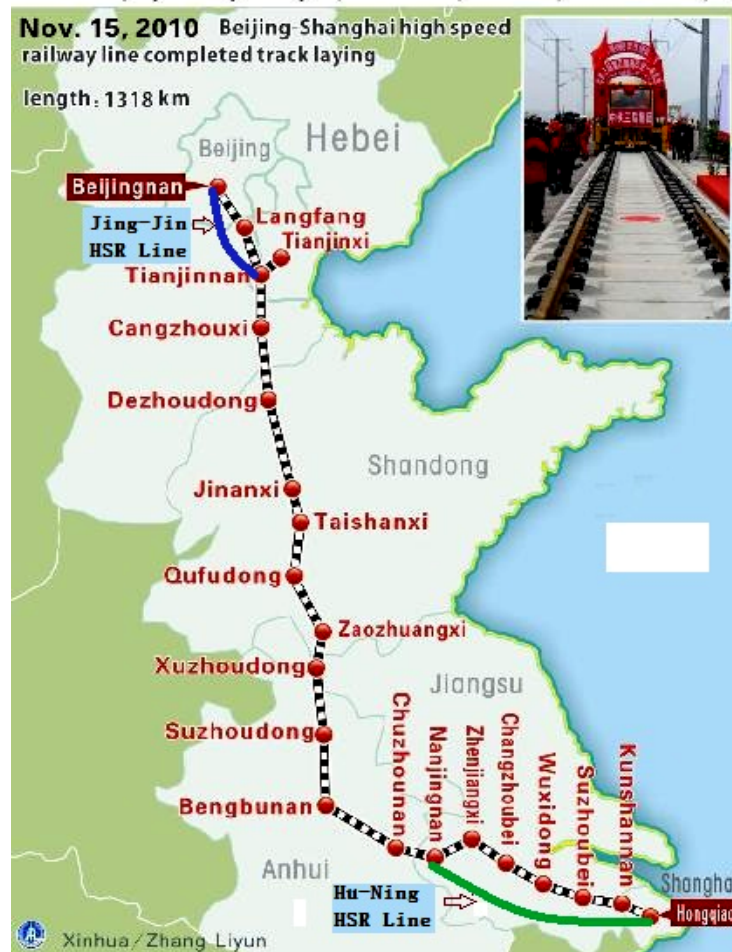 Nov. 15, 2010 Beijing-Shanghai high speed
railway line completed track laying
length: 1318 km
Hebei
Beijing
Beijingnan
Langfang
Jing-Jin
HSR Line
Tianjinxi
Tianjinnan
Cangzhouxi
Dezhoudong
Shandong
Jinanxi
Taishanxi
Qufudong
Zaozhuangxi
Xuzhoudong
Jiangsu
Suzhoudong
Chuzhounan
Nanjingnan
Zhenjiangxi
Changzhoubei
Wuxidong
Suzhoubei
Kunshannan
Bengbunan
Anhui
Hu-Ning
HSR Line
Shangha
Hongqiao
Xinhua/Zhang Liyun